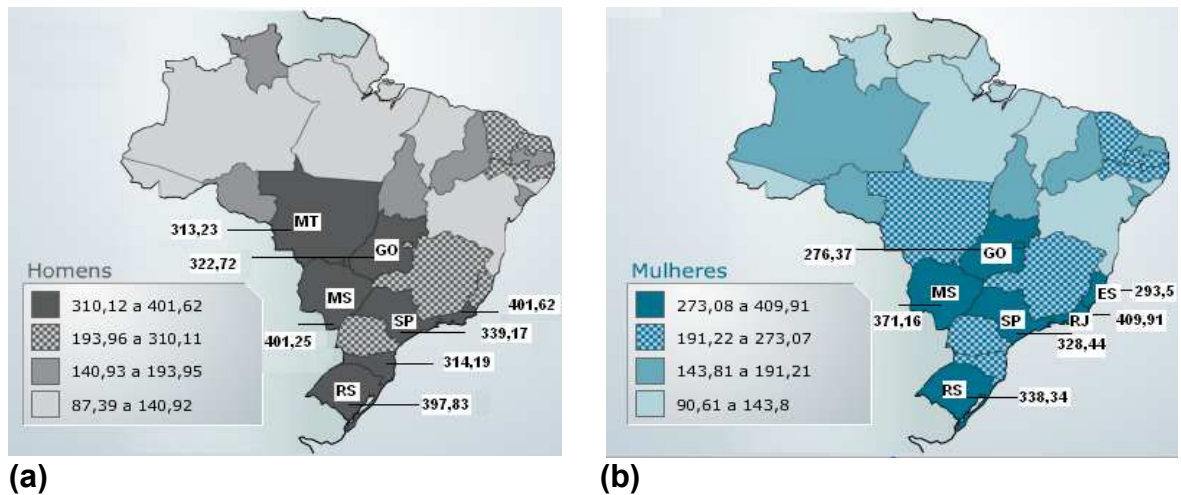 MT
313,23
GO
322,72
Homens
310,12 a 401,62
193,96 a 310,11
140,93 a 193,95
87,39 a 140,92
MS
401,62
SP
401,25
339,17
314,19
RS
397,83
(a)
276,37
GO
Mulheres
273,08 a 409,91
191,22 a 273,07
143,81 a 191,21
90,61 a 143,8
MS
ES
293,5
371,16
SP
RJ
409,91
328,44
RS
338,34
(b)